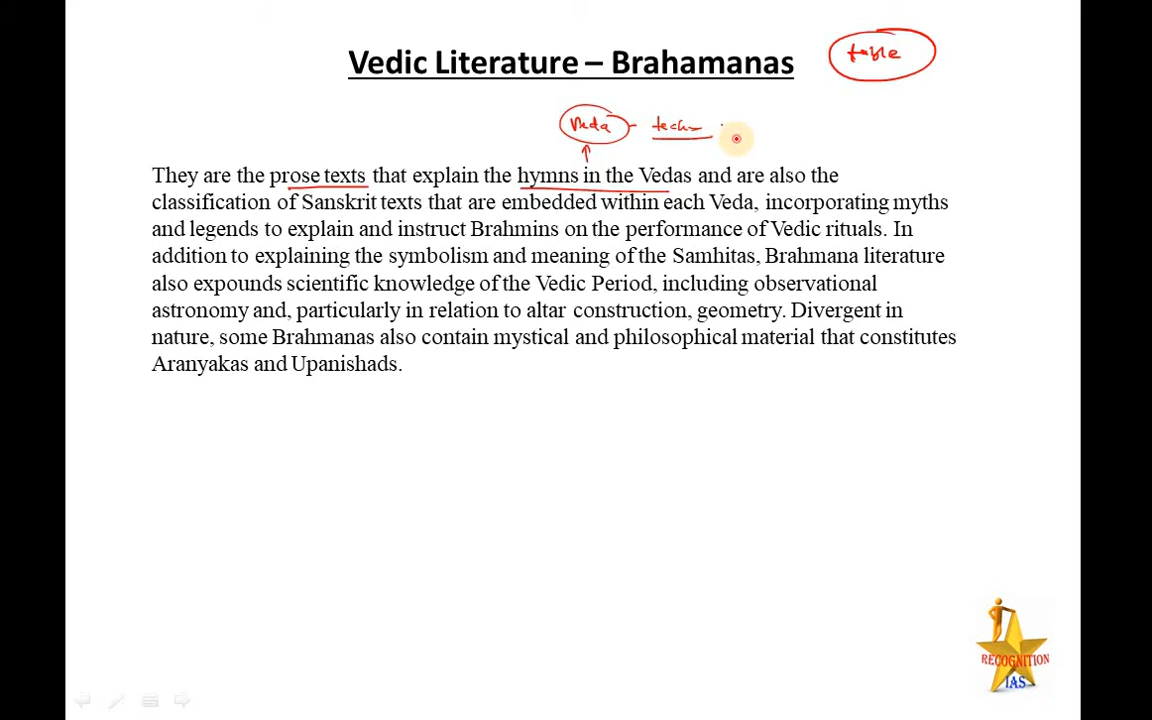 Vedic Literature – Brahamanas
table
Veda - tech
They are the prose texts that explain the hymns in the Vedas and are also the
classification of Sanskrit texts that are embedded within each Veda, incorporating myths
and legends to explain and instruct Brahmins on the performance of Vedic rituals. In
addition to explaining the symbolism and meaning of the Samhitas, Brahmana literature
also expounds scientific knowledge of the Vedic Period, including observational
astronomy and, particularly in relation to altar construction, geometry. Divergent in
nature, some Brahmanas also contain mystical and philosophical material that constitutes
Aranyakas and Upanishads.
RECOGNITION
IAS